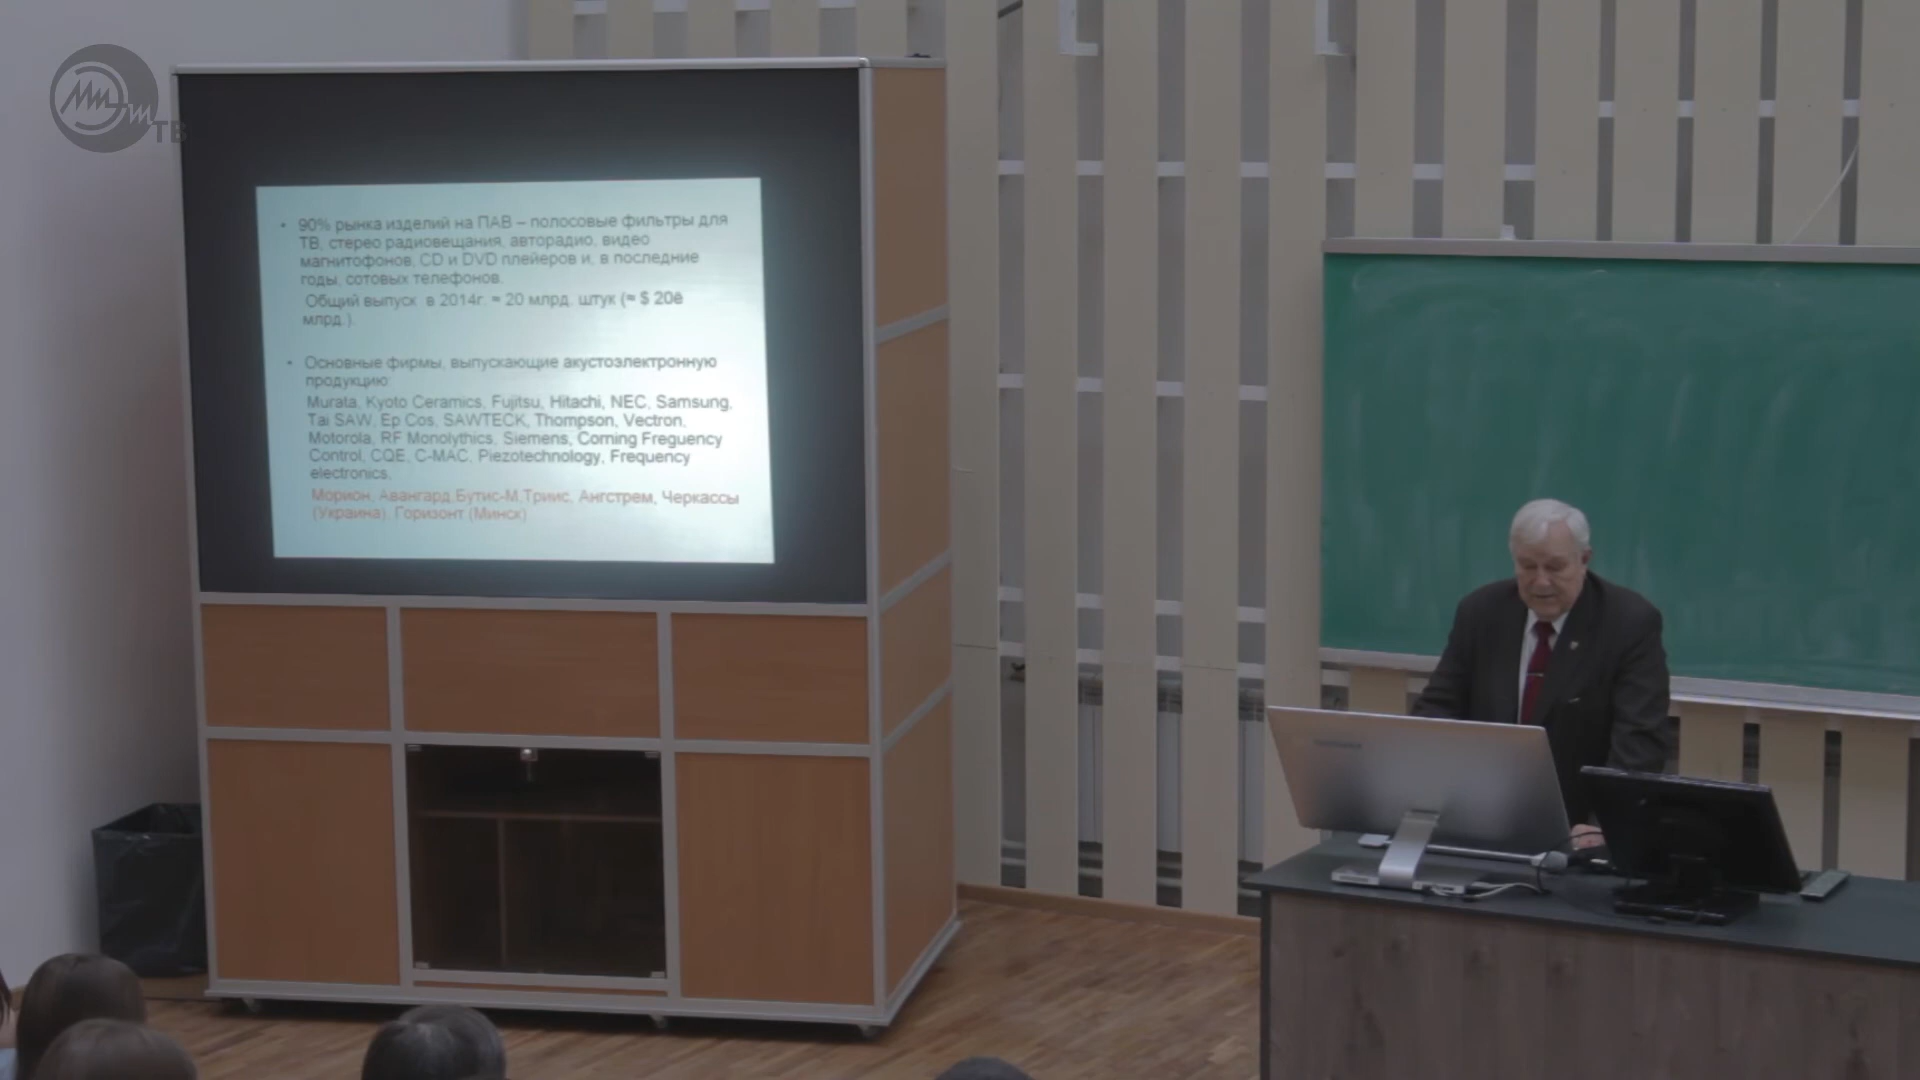 МИЭТ
ТВ
• 90% рынка изделий на ПАВ – полосовые фильтры для
ТВ, стерео радиовещания, авторадио, видео
магнитофонов, CD и DVD плейеров и, в последние
годы, сотовых телефонов.
Общий выпуск в 2014г. ≈ 20 млрд. штук (≈ $ 20ё
млрд.).
• Основные фирмы, выпускающие акустоэлектронную
продукцию:
Murata, Kyoto Ceramics, Fujitsu, Hitachi, NEC, Samsung,
Tai SAW, Ep Cos, SAWTECK, Thompson, Vectron,
Motorola, RF Monolythics, Siemens, Corning Freguency
Control, CQE, C-MAC, Piezotechnology, Frequency
electronics.
Морион, Авангард,Бутис-М,Триис, Ангстрем, Черкассы
(Украина), Горизонт (Минск)